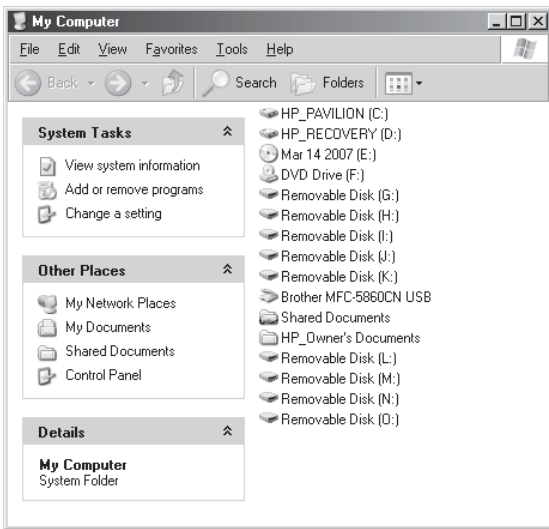 My Computer
File Edit View Favorites Tools Help
Back Search Folders
System Tasks
View system information
Add or remove programs
Change a setting
Other Places
My Network Places
My Documents
Shared Documents
Control Panel
Details
My Computer
System Folder
HP_PAVILION (C:)
HP_RECOVERY (D:)
Mar 14 2007 (E:)
DVD Drive (F:)
Removable Disk (G:)
Removable Disk (H:)
Removable Disk (I:)
Removable Disk (J:)
Removable Disk (K:)
Brother MFC-5860CN USB
Shared Documents
HP_Owner's Documents
Removable Disk (L:)
Removable Disk (M:)
Removable Disk (N:)
Removable Disk (O:)